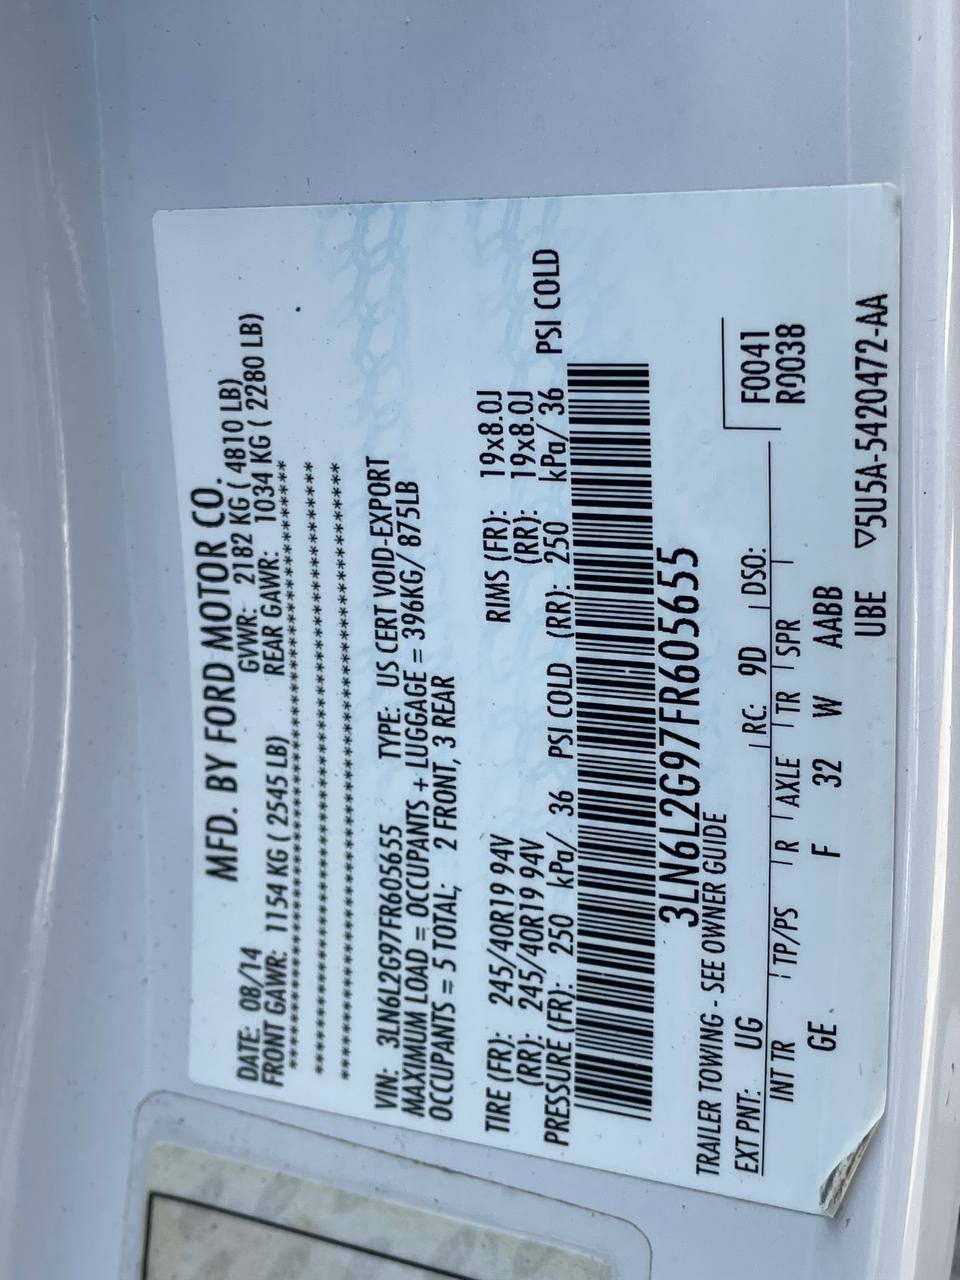 MFD. BY FORD MOTOR CO.
DATE: 08/14 GVWR: 2182 KG ( 4810 LB)
FRONT GAWR: 1154 KG ( 2545 LB) REAR GAWR: 1034 KG ( 2280 LB)
VIN: 3LN6L2G97FR605655 TYPE: US CERT VOID-EXPORT
MAXIMUM LOAD = OCCUPANTS + LUGGAGE = 396KG/ 875LB
OCCUPANTS = 5 TOTAL; 2 FRONT, 3 REAR
TIRE (FR): 245/40R19 94V RIMS (FR): 19x8.0J
(RR): 245/40R19 94V (RR): 19x8.0J
PRESSURE (FR): 250 kPa/ 36 PSI COLD (RR): 250 kPa/ 36 PSI COLD
3LN6L2G97FR605655
TRAILER TOWING - SEE OWNER GUIDE
EXT PNT: UG RC: 9D DSO: F0041
INT TR TP/PS R AXLE TR SPR R0038
GE F 32 W AABB
UBE ▽5U5A-5420472-AA